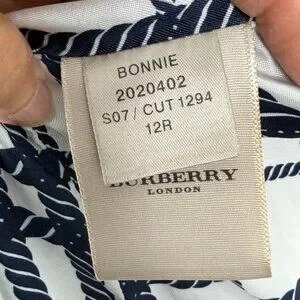 BONNIE
2020402
S07 / CUT 1294
12R
BURBERRY
LONDON